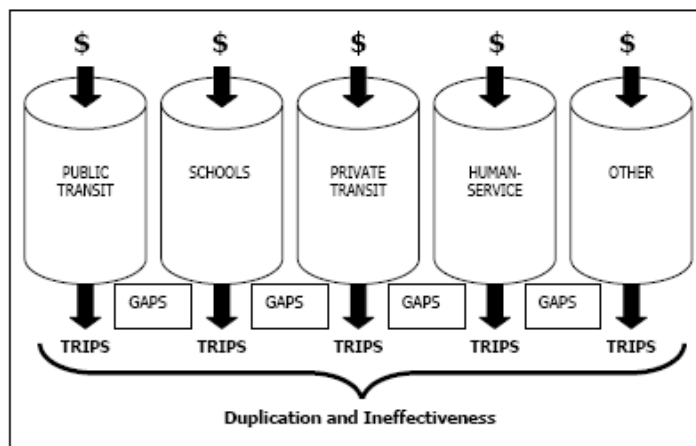 $ $ $ $ $
PUBLIC TRANSIT
SCHOOLS
PRIVATE TRANSIT
HUMAN-SERVICE
OTHER
GAPS GAPS GAPS GAPS
TRIPS TRIPS TRIPS TRIPS TRIPS
Duplication and Ineffectiveness